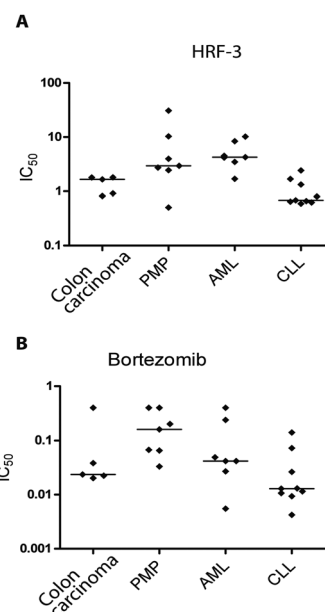 A
HRF-3
IC50
100
10
1
0.1
Colon
carcinoma
PMP
AML
CLL
B
Bortezomib
IC50
1
0.1
0.01
0.001
Colon
carcinoma
PMP
AML
CLL